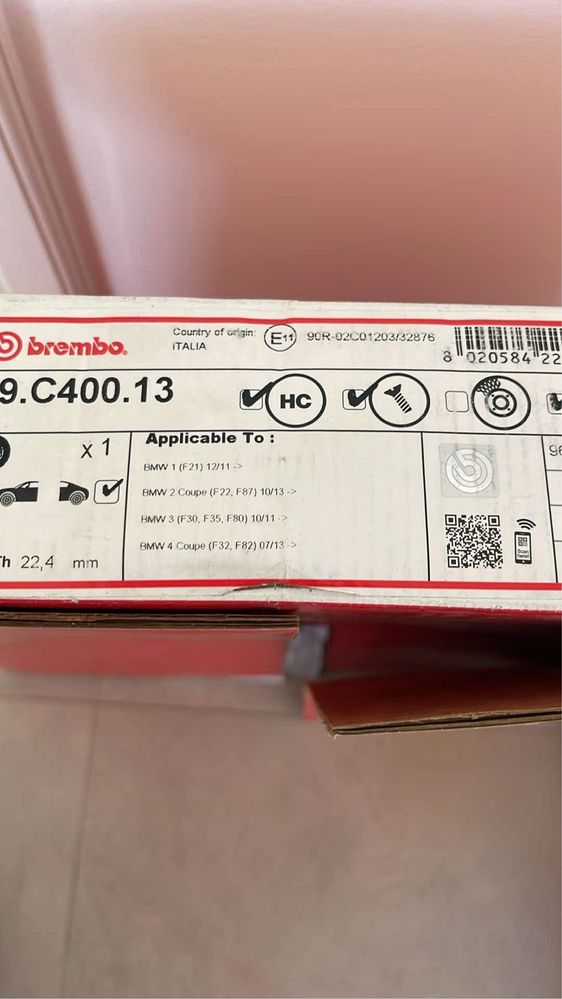 brembo.
Country of origin:
ITALIA
E11
90R-02C01203/32876
8 020584 22
9.C400.13
HC
x 1
Applicable To :
BMW 1 (F21) 12/11 ->
BMW 2 Coupe (F22, F87) 10/13 ->
BMW 3 (F30, F35, F80) 10/11 ->
BMW 4 Coupe (F32, F82) 07/13 ->
Th 22,4 mm
Scan
here!